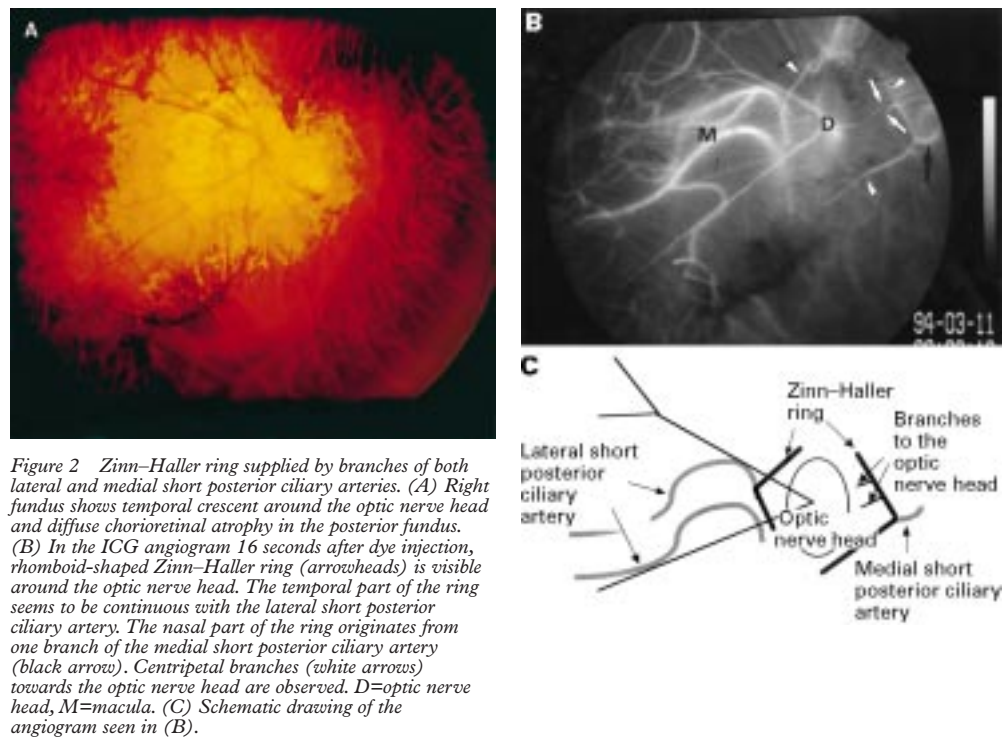 A
B
M
D
94-03-11
C
Zinn–Haller
ring
Branches
to the
optic
nerve head
Lateral short
posterior
ciliary
artery
Optic
nerve head
Medial short
posterior ciliary
artery
Figure 2 Zinn–Haller ring supplied by branches of both
lateral and medial short posterior ciliary arteries. (A) Right
fundus shows temporal crescent around the optic nerve head
and diffuse chorioretinal atrophy in the posterior fundus.
(B) In the ICG angiogram 16 seconds after dye injection,
rhomboid-shaped Zinn–Haller ring (arrowheads) is visible
around the optic nerve head. The temporal part of the ring
seems to be continuous with the lateral short posterior
ciliary artery. The nasal part of the ring originates from
one branch of the medial short posterior ciliary artery
(black arrow). Centripetal branches (white arrows)
towards the optic nerve head are observed. D=optic nerve
head, M=macula. (C) Schematic drawing of the
angiogram seen in (B).